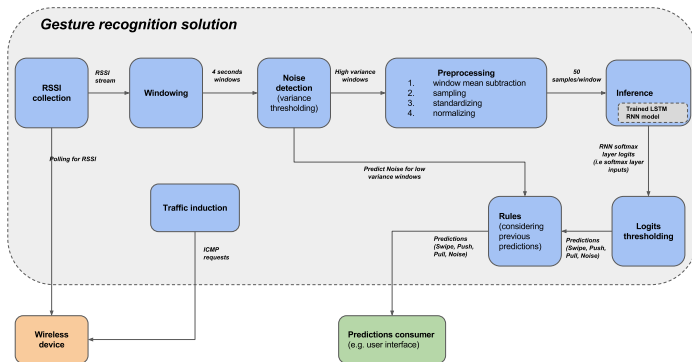 Gesture recognition solution
RSSI
collection
RSSI
stream
Windowing
4 seconds
windows
Noise
detection
(variance
thresholding)
High variance
windows
Preprocessing
1. window mean subtraction
2. sampling
3. standardizing
4. normalizing
50
samples/window
Inference
Trained LSTM
RNN model
Polling for RSSI
Predict Noise for low
variance windows
RNN softmax
layer logits
(i.e softmax layer
inputs)
Traffic induction
ICMP
requests
Rules
(considering
previous
predictions)
Predictions
(Swipe, Push,
Pull, Noise)
Logits
thresholding
Predictions
(Swipe, Push,
Pull, Noise)
Wireless
device
Predictions consumer
(e.g. user interface)